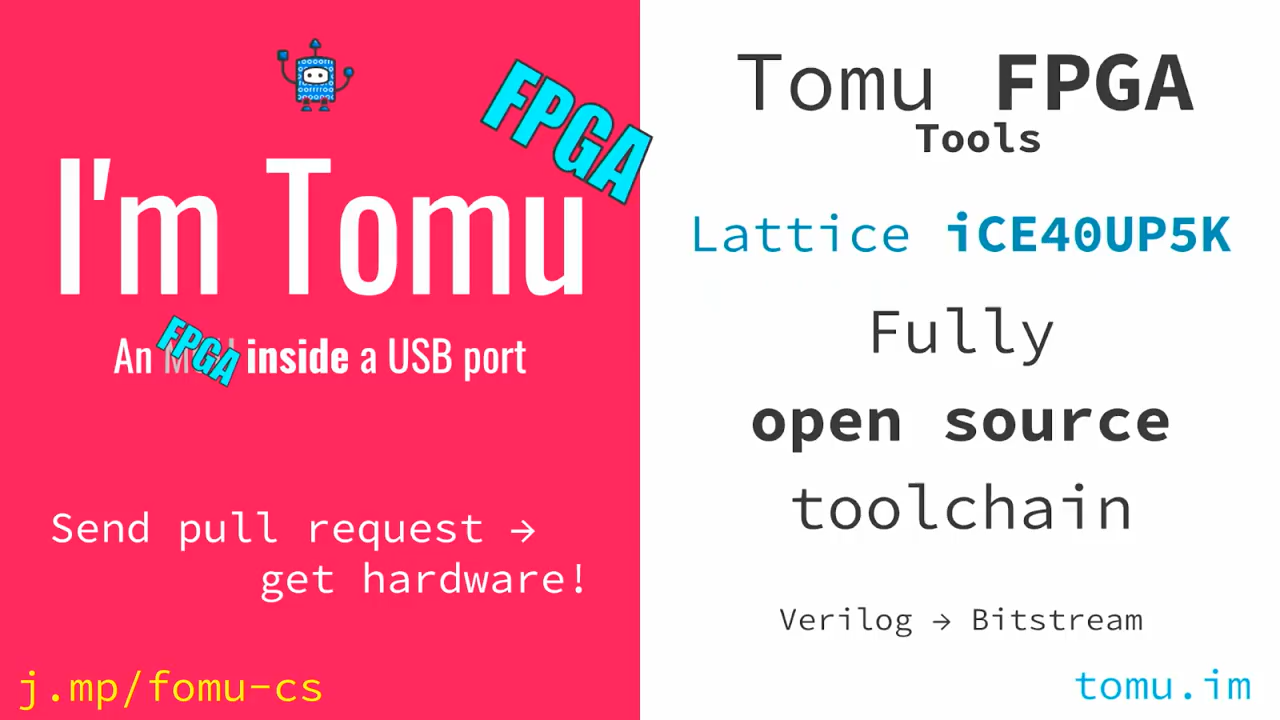 FPGA
I'm Tomu
An FPGA inside a USB port
Send pull request →
get hardware!
j.mp/fomu-cs
Tomu FPGA
Tools
Lattice iCE40UP5K
Fully
open source
toolchain
Verilog → Bitstream
tomu.im